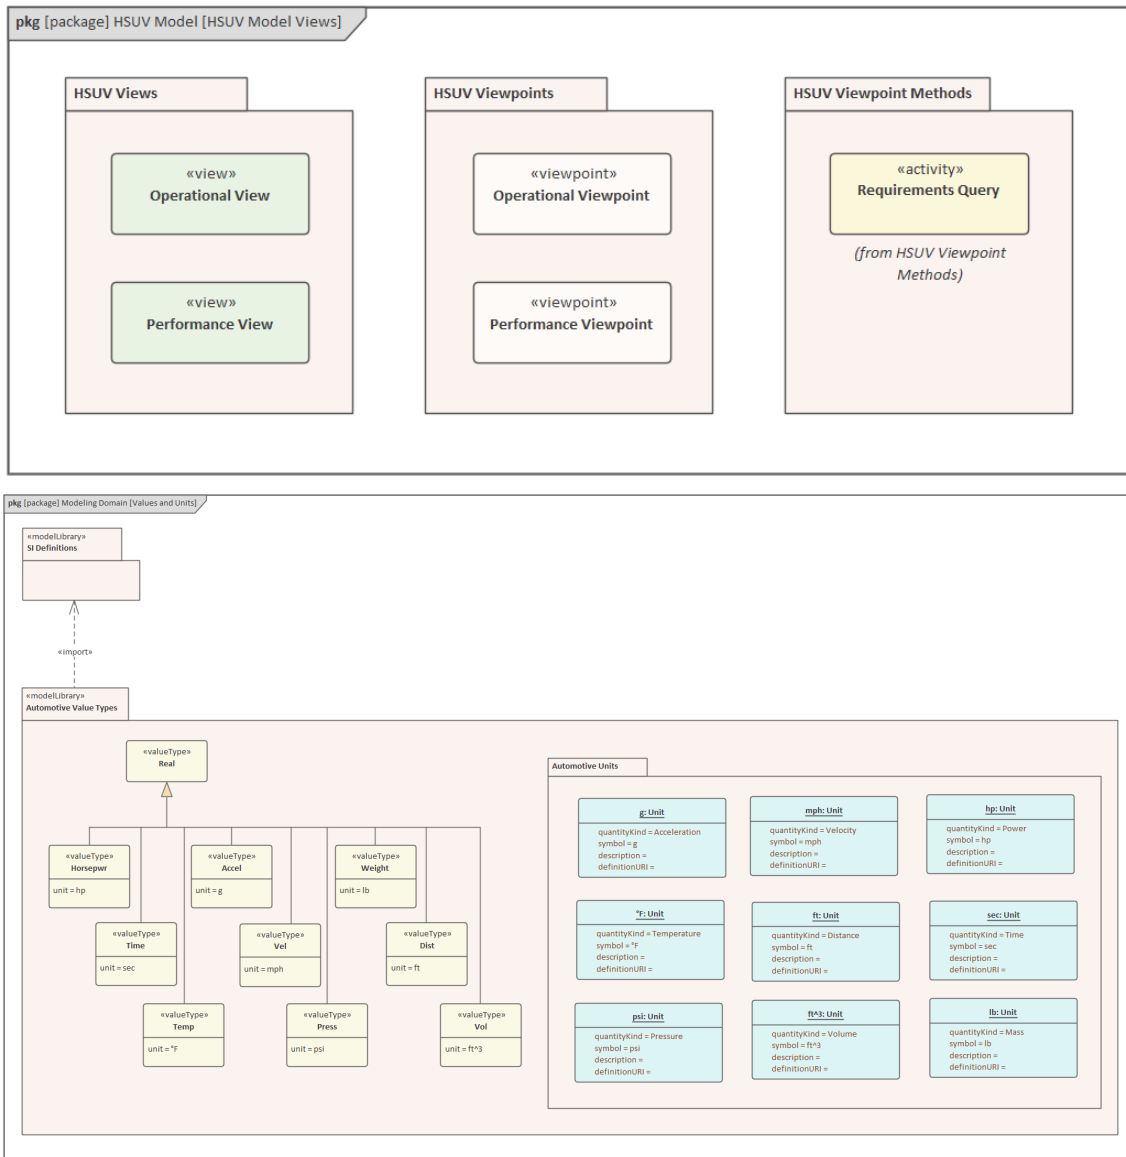 pkg [package] HSUV Model [HSUV Model Views]
HSUV Views
«view»
Operational View
«view»
Performance View
HSUV Viewpoints
«viewpoint»
Operational Viewpoint
«viewpoint»
Performance Viewpoint
HSUV Viewpoint Methods
«activity»
Requirements Query
(from HSUV Viewpoint
Methods)
pkg [package] Modeling Domain [Values and Units]
«modelLibrary»
SI Definitions
«import»
«modelLibrary»
Automotive Value Types
«valueType»
Real
«valueType»
Horsepwr
unit = hp
«valueType»
Accel
unit = g
«valueType»
Weight
unit = lb
«valueType»
Time
unit = sec
«valueType»
Vel
unit = mph
«valueType»
Dist
unit = ft
«valueType»
Temp
unit = °F
«valueType»
Press
unit = psi
«valueType»
Vol
unit = ft^3
Automotive Units
g: Unit
quantityKind = Acceleration
symbol = g
description =
definitionURI =
mph: Unit
quantityKind = Velocity
symbol = mph
description =
definitionURI =
hp: Unit
quantityKind = Power
symbol = hp
description =
definitionURI =
°F: Unit
quantityKind = Temperature
symbol = °F
description =
definitionURI =
ft: Unit
quantityKind = Distance
symbol = ft
description =
definitionURI =
sec: Unit
quantityKind = Time
symbol = sec
description =
definitionURI =
psi: Unit
quantityKind = Pressure
symbol = psi
description =
definitionURI =
ft^3: Unit
quantityKind = Volume
symbol = ft^3
description =
definitionURI =
lb: Unit
quantityKind = Mass
symbol = lb
description =
definitionURI =